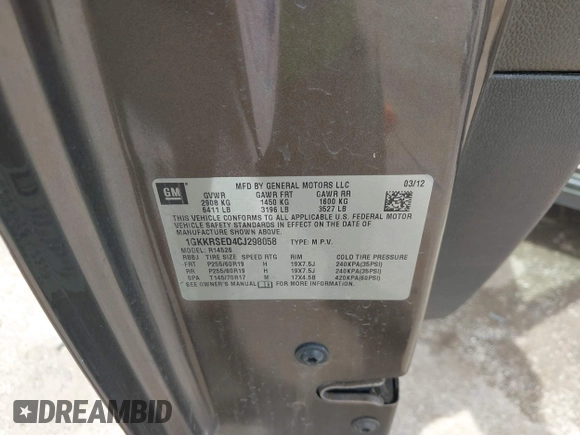 GM
MFD BY GENERAL MOTORS LLC 03/12
GVWR GAWR FRT GAWR RR
2908 KG 1450 KG 1600 KG
6411 LB 3196 LB 3527 LB
THIS VEHICLE CONFORMS TO ALL APPLICABLE U.S. FEDERAL MOTOR
VEHICLE SAFETY STANDARDS IN EFFECT ON THE DATE OF
MANUFACTURE SHOWN ABOVE.
1GKKRSED4CJ298058 TYPE: M.P.V.
MODEL: R14526
RBBJ TIRE SIZE SPEED RTG RIM COLD TIRE PRESSURE
FRT P255/60R19 H 19X7.5J 240KPA(35PSI)
RR P255/60R19 H 19X7.5J 240KPA(35PSI)
SPA T145/70R17 M 17X4.5B 420KPA(60PSI)
*SEE OWNER'S MANUAL FOR MORE INFORMATION.
DREAMBID